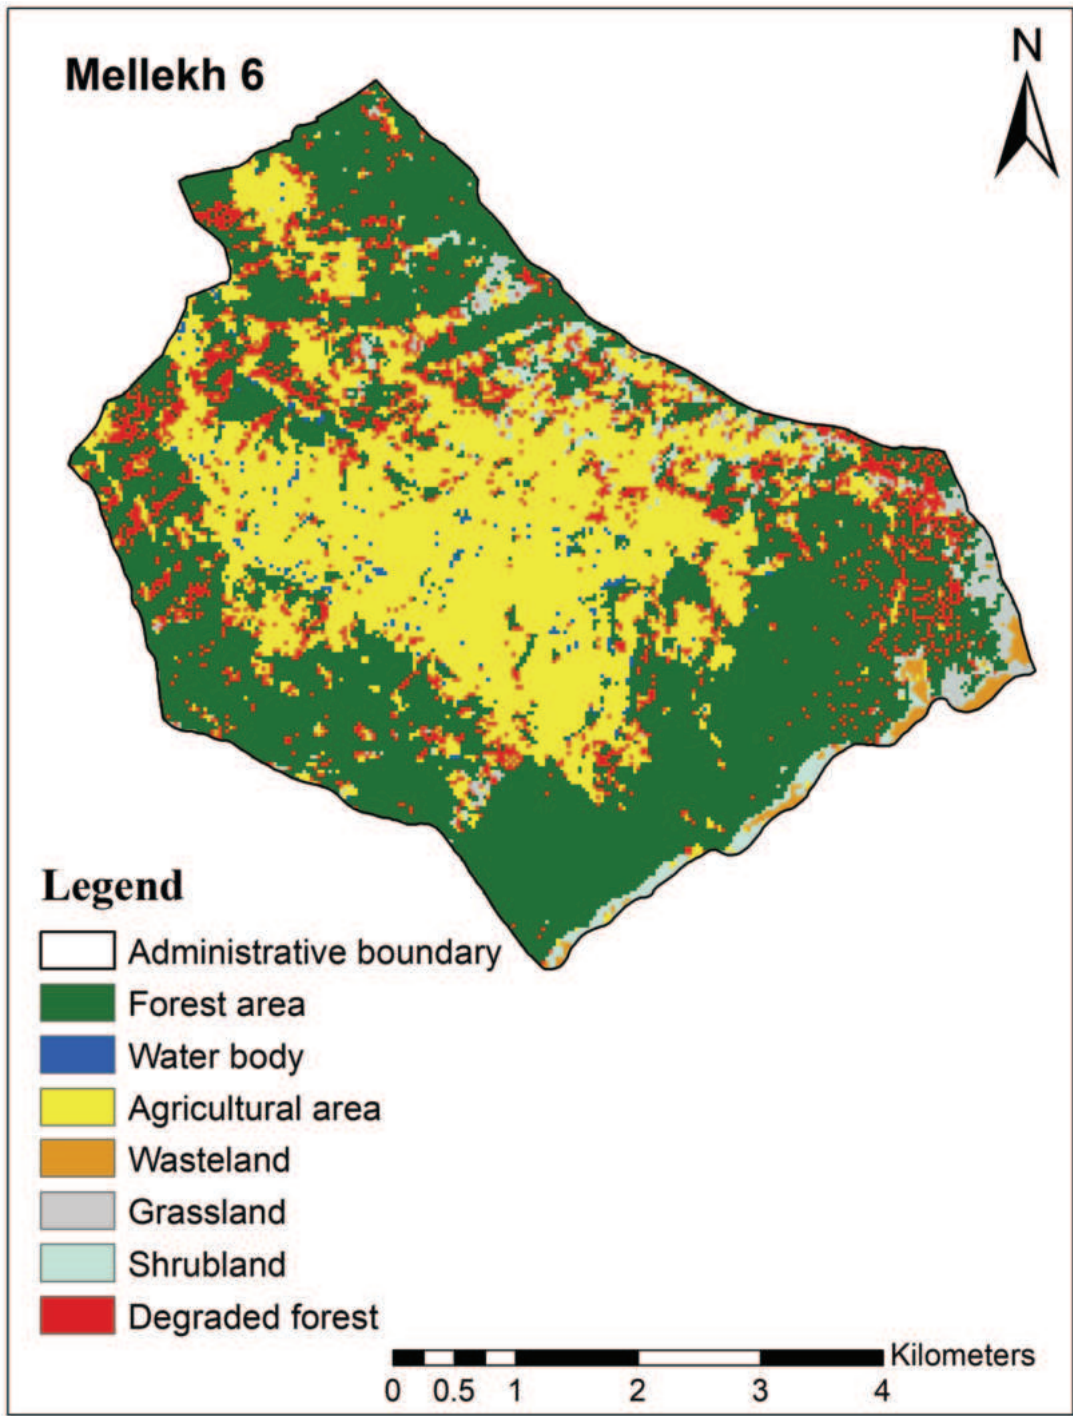 Mellekh 6
N
Legend
Administrative boundary
Forest area
Water body
Agricultural area
Wasteland
Grassland
Shrubland
Degraded forest
Kilometers
0 0.5 1 2 3 4